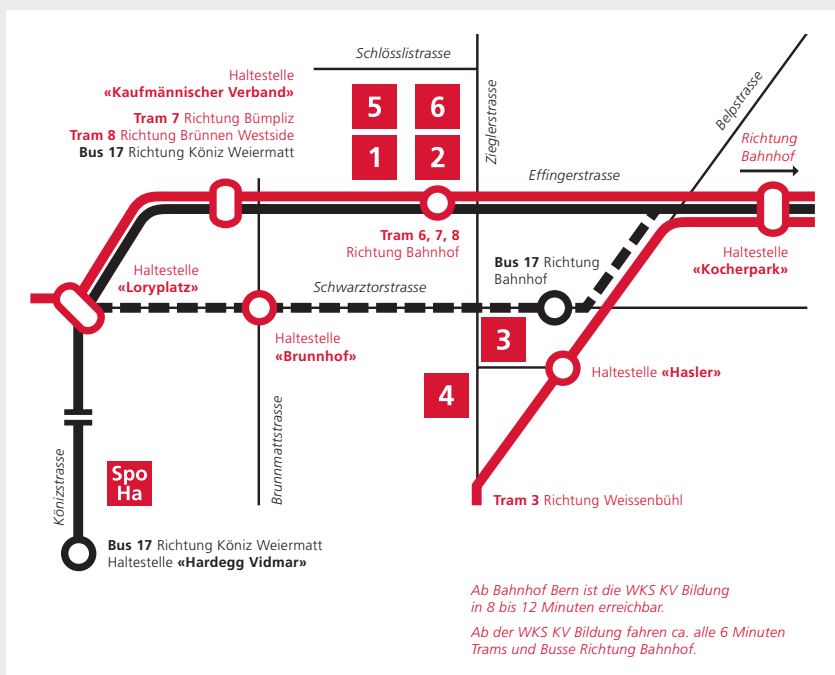 Schlösslistrasse
Haltestelle
«Kaufmännischer Verband»
Tram 7 Richtung Bümpliz
Tram 8 Richtung Brünnen Westside
Bus 17 Richtung Köniz Weiermatt
5
6
1
2
Zieglerstrasse
Belpstrasse
Richtung
Bahnhof
Effingerstrasse
Tram 6, 7, 8
Richtung Bahnhof
Bus 17 Richtung
Bahnhof
Haltestelle
«Kocherpark»
Haltestelle
«Loryplatz»
Schwarztorstrasse
Haltestelle
«Brunnhof»
3
4
Haltestelle «Hasler»
Brunnmattstrasse
Könizstrasse
Spo
Ha
Tram 3 Richtung Weissenbühl
Bus 17 Richtung Köniz Weiermatt
Haltestelle «Hardegg Vidmar»
Ab Bahnhof Bern ist die WKS KV Bildung
in 8 bis 12 Minuten erreichbar.
Ab der WKS KV Bildung fahren ca. alle 6 Minuten
Trams und Busse Richtung Bahnhof.